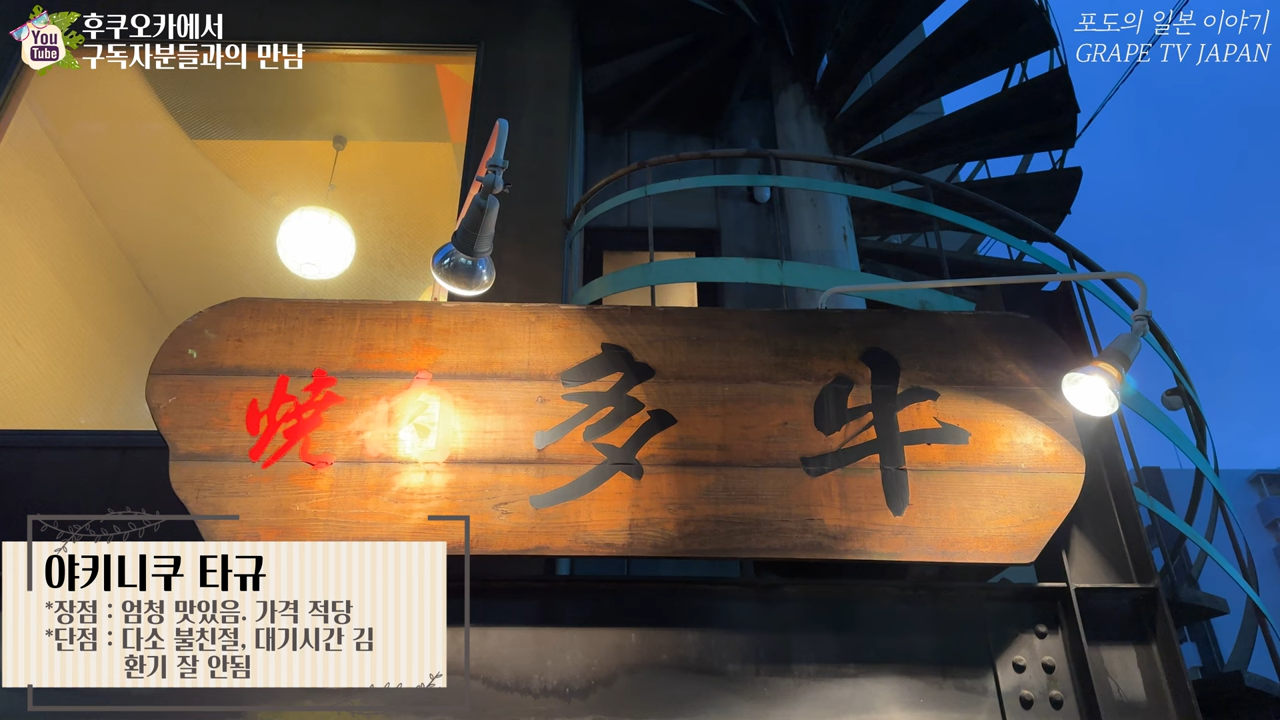 You
Tube
후쿠오카에서
구독자분들과의 만남
포도의 일본 이야기
GRAPE TV JAPAN
焼肉 多牛
야키니쿠 타규
*장점 : 엄청 맛있음. 가격 적당
*단점 : 다소 불친절, 대기시간 김
환기 잘 안됨